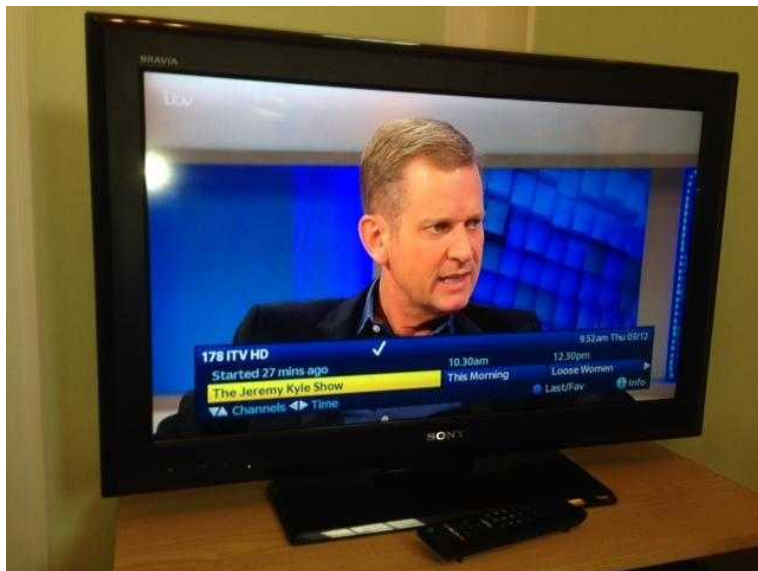 BRAVIA
itv
9.52am Thu 03/12
178 ITV HD
Started 27 mins ago
10.30am
12.30pm
The Jeremy Kyle Show
This Morning
Loose Women
Channels
Time
Last/Fav
i Info
SONY